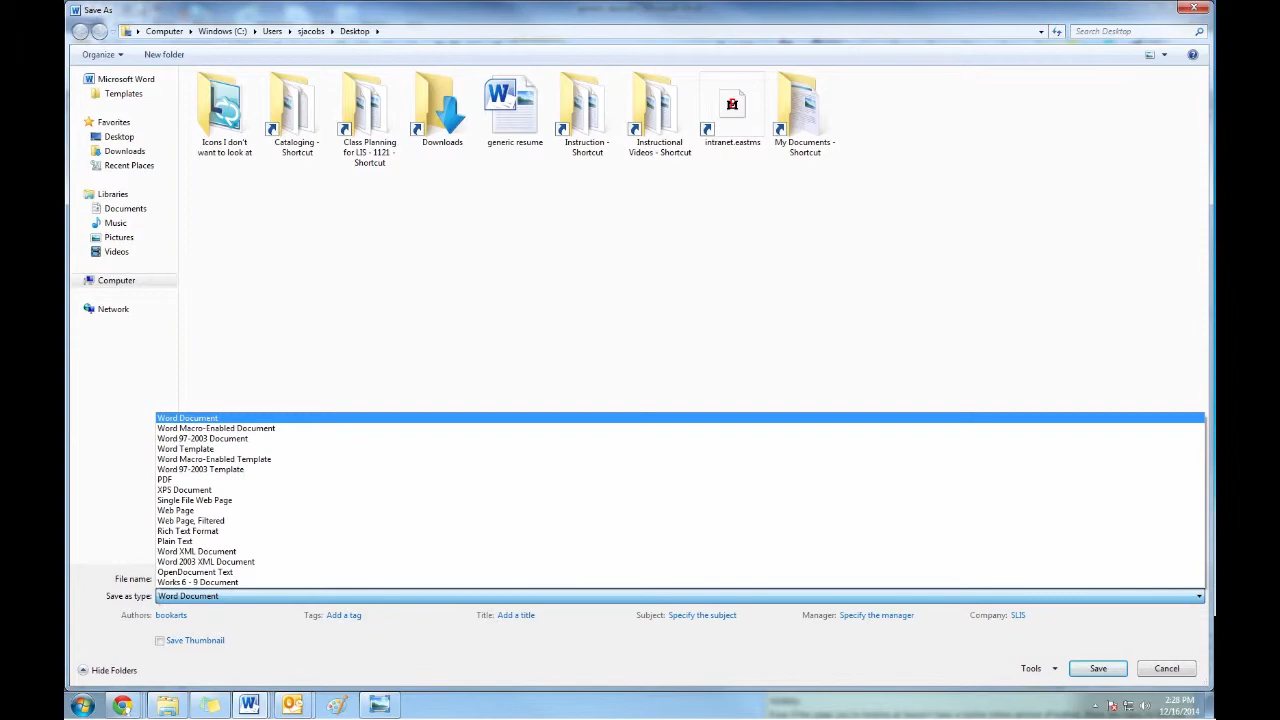 Save As
Computer Windows (C:) Users sjacobs Desktop
Search Desktop
Organize
New folder
Microsoft Word
Templates
Favorites
Desktop
Downloads
Recent Places
Libraries
Documents
Music
Pictures
Videos
Computer
Network
Icons I don't
want to look at
Cataloging -
Shortcut
Class Planning
for LIS - 1121 -
Shortcut
Downloads
generic resume
Instruction -
Shortcut
Instructional
Videos - Shortcut
intranet.eastms
My Documents -
Shortcut
Word Document
Word Macro-Enabled Document
Word 97-2003 Document
Word Template
Word Macro-Enabled Template
Word 97-2003 Template
PDF
XPS Document
Single File Web Page
Web Page
Web Page, Filtered
Rich Text Format
Plain Text
Word XML Document
Word 2003 XML Document
OpenDocument Text
Works 6 - 9 Document
File name:
Save as type: Word Document
Authors: bookarts
Tags: Add a tag
Title: Add a title
Subject: Specify the subject
Manager: Specify the manager
Company: SLIS
Save Thumbnail
Hide Folders
Tools
Save
Cancel
2:28 PM
12/16/2014